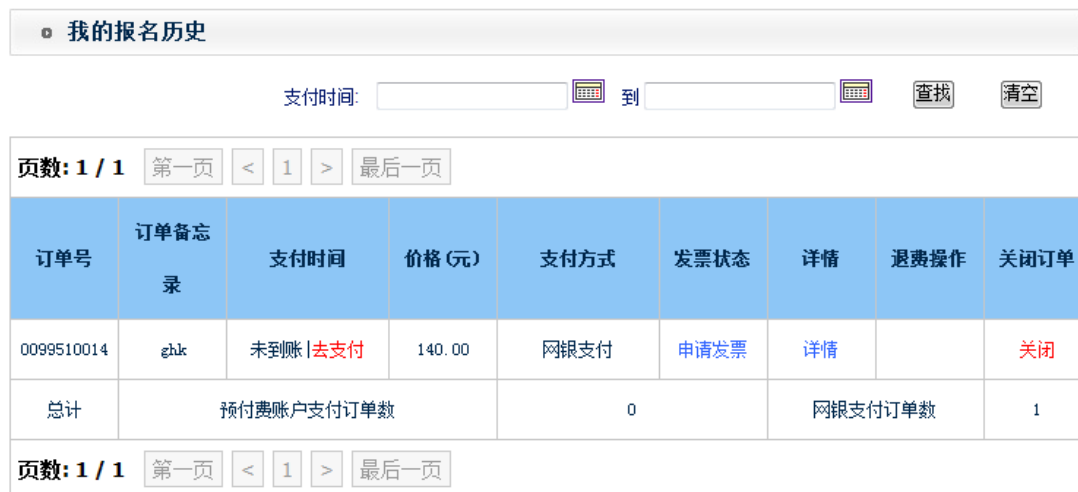 我的报名历史
支付时间: 到 查找 清空
页数: 1 / 1 第一页 < 1 > 最后一页
订单号 订单备忘录 支付时间 价格(元) 支付方式 发票状态 详情 退费操作 关闭订单
0099510014 ghk 未到账|去支付 140.00 网银支付 申请发票 详情 关闭
总计 预付费账户支付订单数 0 网银支付订单数 1
页数: 1 / 1 第一页 < 1 > 最后一页